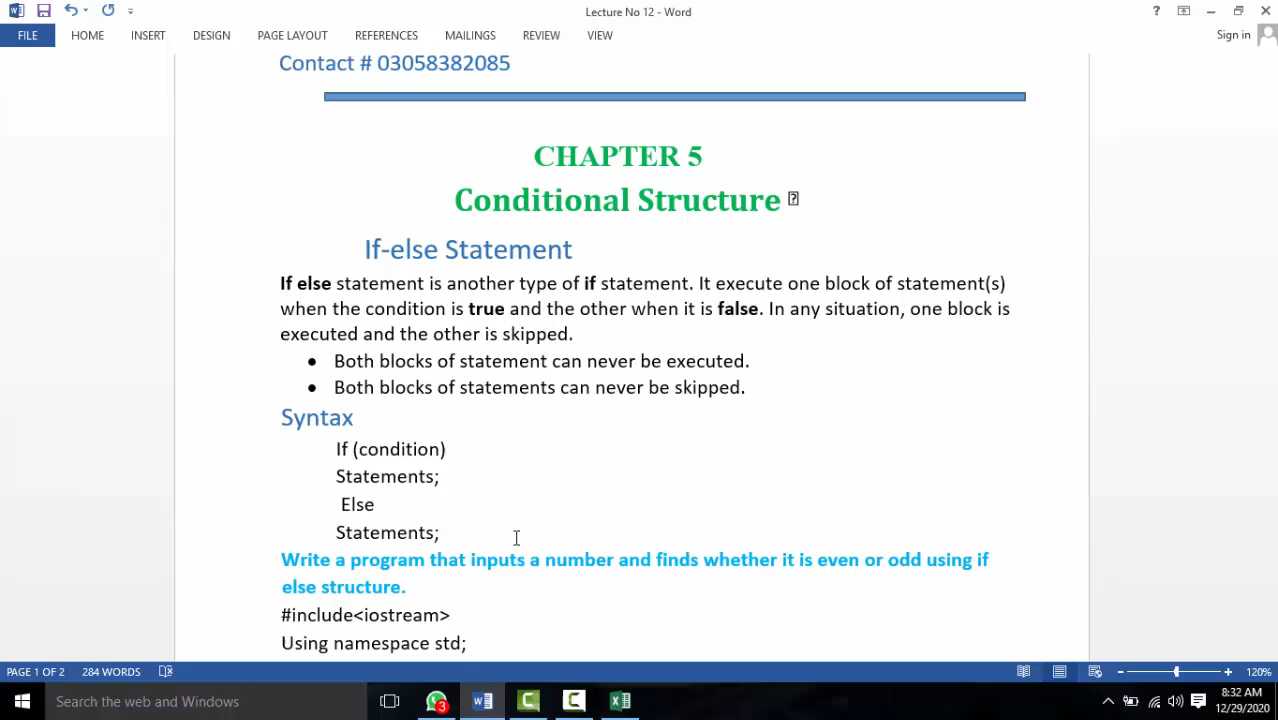 Lecture No 12 - Word
?
FILE HOME INSERT DESIGN PAGE LAYOUT REFERENCES MAILINGS REVIEW VIEW Sign in
Contact # 03058382085
CHAPTER 5
Conditional Structure
If-else Statement
If else statement is another type of if statement. It execute one block of statement(s)
when the condition is true and the other when it is false. In any situation, one block is
executed and the other is skipped.
• Both blocks of statement can never be executed.
• Both blocks of statements can never be skipped.
Syntax
If (condition)
Statements;
Else
Statements;
Write a program that inputs a number and finds whether it is even or odd using if
else structure.
#include<iostream>
Using namespace std;
PAGE 1 OF 2 284 WORDS 120%
Search the web and Windows
3
8:32 AM
12/29/2020